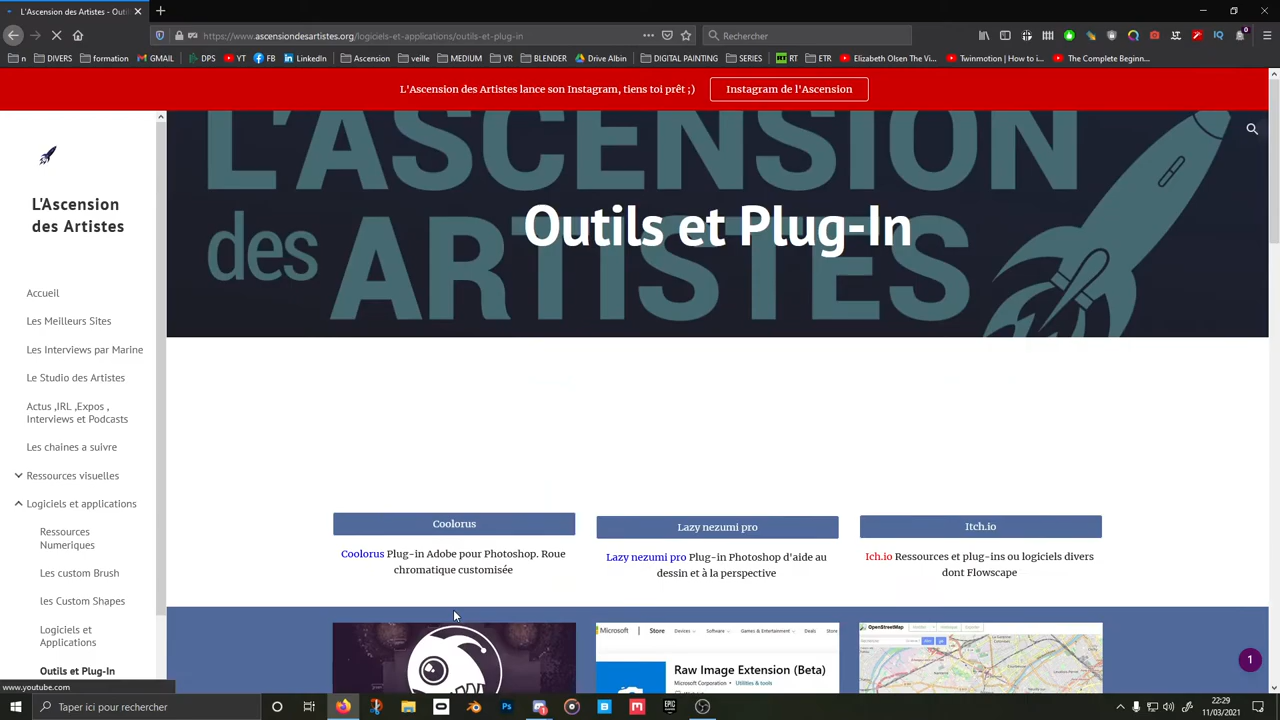 L'Ascension des Artistes - Outi
https://www.ascensiondesartistes.org/logiciels-et-applications/outils-et-plug-in
Rechercher
n
DIVERS
formation
GMAIL
DPS
YT
FB
LinkedIn
Ascension
veille
MEDIUM
VR
BLENDER
Drive Albin
DIGITAL PAINTING
SERIES
RT
ETR
Elizabeth Olsen The Vi...
Twinmotion | How to i...
The Complete Beginn...
L'Ascension des Artistes lance son Instagram, tiens toi prêt ;)
Instagram de l'Ascension
L'Ascension
des Artistes
Accueil
Les Meilleurs Sites
Les Interviews par Marine
Le Studio des Artistes
Actus ,IRL ,Expos ,
Interviews et Podcasts
Les chaines a suivre
Ressources visuelles
Logiciels et applications
Ressources
Numeriques
Les custom Brush
les Custom Shapes
Logiciels et
Applications
Outils et Plug-In
L'ASCENSION
des ARTISTES
Outils et Plug-In
Coolorus
Coolorus Plug-in Adobe pour Photoshop. Roue
chromatique customisée
Lazy nezumi pro
Lazy nezumi pro Plug-in Photoshop d'aide au
dessin et à la perspective
Itch.io
Ich.io Ressources et plug-ins ou logiciels divers
dont Flowscape
Microsoft
Store
Devices
Software
Games & Entertainment
Deals
Raw Image Extension (Beta)
Microsoft Corporation
Utilities & tools
OpenStreetMap
1
www.youtube.com
Taper ici pour rechercher
22:29
11/03/2021